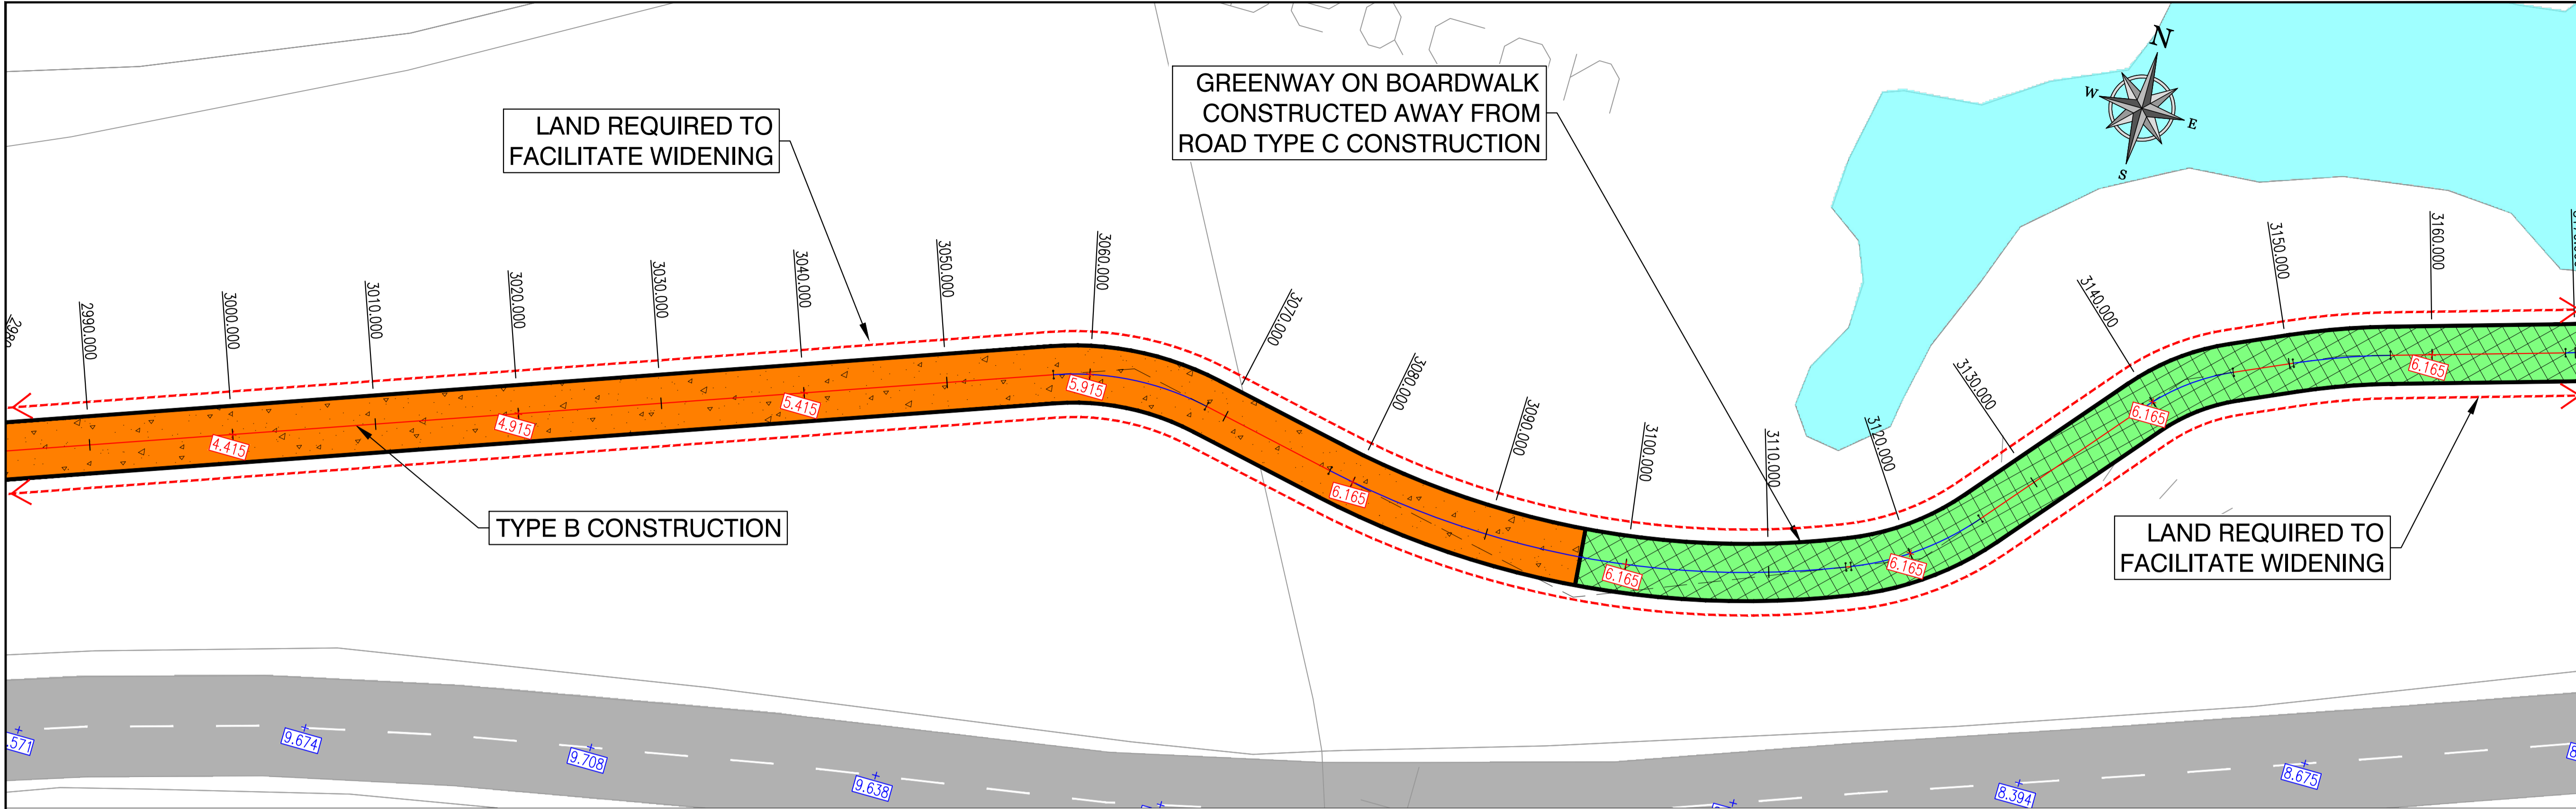 N
W
E
S
GREENWAY ON BOARDWALK
CONSTRUCTED AWAY FROM
ROAD TYPE C CONSTRUCTION
LAND REQUIRED TO
FACILITATE WIDENING
2990.000
3000.000
3010.000
3020.000
3030.000
3040.000
3050.000
3060.000
3070.000
3080.000
3090.000
3100.000
3110.000
3120.000
3130.000
3140.000
3150.000
3160.000
4.415
4.915
5.415
5.915
6.165
6.165
6.165
6.165
6.165
TYPE B CONSTRUCTION
LAND REQUIRED TO
FACILITATE WIDENING
.571
9.674
9.708
9.638
8.394
8.675